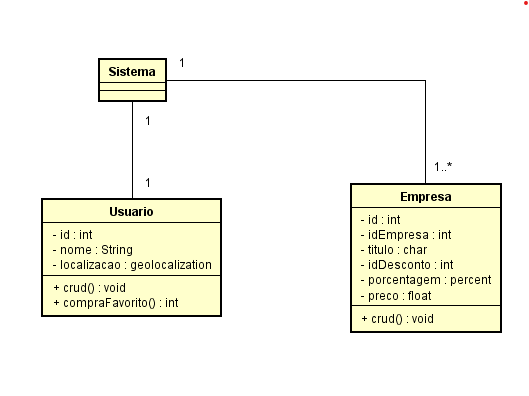 Sistema
1
1
1
1..*
Usuario
- id : int
- nome : String
- localizacao : geolocalization
+ crud() : void
+ compraFavorito() : int
Empresa
- id : int
- idEmpresa : int
- titulo : char
- idDesconto : int
- porcentagem : percent
- preco : float
+ crud() : void